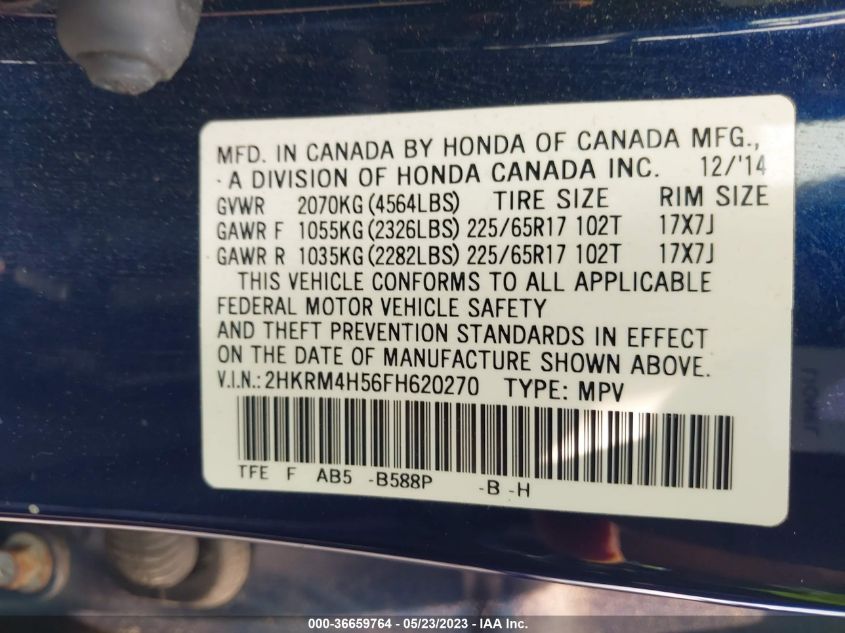 MFD. IN CANADA BY HONDA OF CANADA MFG.,
A DIVISION OF HONDA CANADA INC. 12/'14
GVWR 2070KG (4564LBS) TIRE SIZE RIM SIZE
GAWR F 1055KG (2326LBS) 225/65R17 102T 17X7J
GAWR R 1035KG (2282LBS) 225/65R17 102T 17X7J
THIS VEHICLE CONFORMS TO ALL APPLICABLE
FEDERAL MOTOR VEHICLE SAFETY
AND THEFT PREVENTION STANDARDS IN EFFECT
ON THE DATE OF MANUFACTURE SHOWN ABOVE.
V.I.N.: 2HKRM4H56FH620270 TYPE: MPV
TFE F AB5 -B588P -B -H
000-36659764 - 05/23/2023 - IAA Inc.